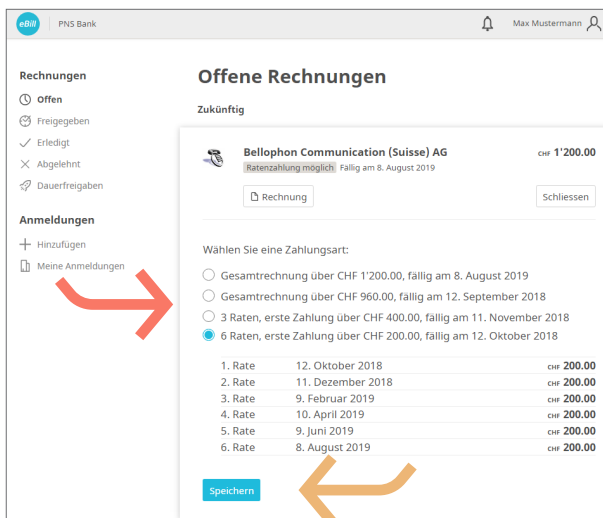 eBill PNS Bank Max Mustermann
Rechnungen
Offen
Freigegeben
Erledigt
Abgelehnt
Dauerfreigaben
Anmeldungen
Hinzufügen
Meine Anmeldungen
Offene Rechnungen
Zukünftig
Bellophon Communication (Suisse) AG CHF 1'200.00
Ratenzahlung möglich Fällig am 8. August 2019
Rechnung Schliessen
Wählen Sie eine Zahlungsart:
Gesamtrechnung über CHF 1'200.00, fällig am 8. August 2019
Gesamtrechnung über CHF 960.00, fällig am 12. September 2018
3 Raten, erste Zahlung über CHF 400.00, fällig am 11. November 2018
6 Raten, erste Zahlung über CHF 200.00, fällig am 12. Oktober 2018
1. Rate 12. Oktober 2018 CHF 200.00
2. Rate 11. Dezember 2018 CHF 200.00
3. Rate 9. Februar 2019 CHF 200.00
4. Rate 10. April 2019 CHF 200.00
5. Rate 9. Juni 2019 CHF 200.00
6. Rate 8. August 2019 CHF 200.00
Speichern